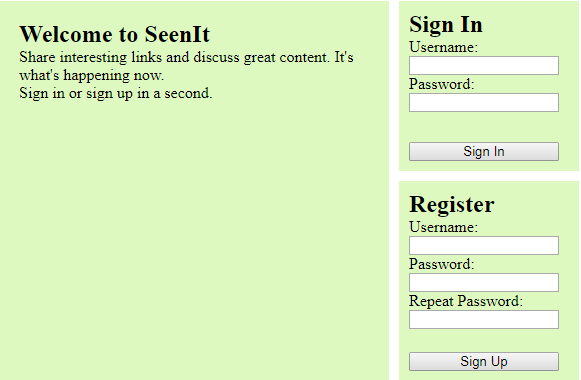 Welcome to SeenIt
Share interesting links and discuss great content. It's
what's happening now.
Sign in or sign up in a second.
Sign In
Username:
Password:
Sign In
Register
Username:
Password:
Repeat Password:
Sign Up